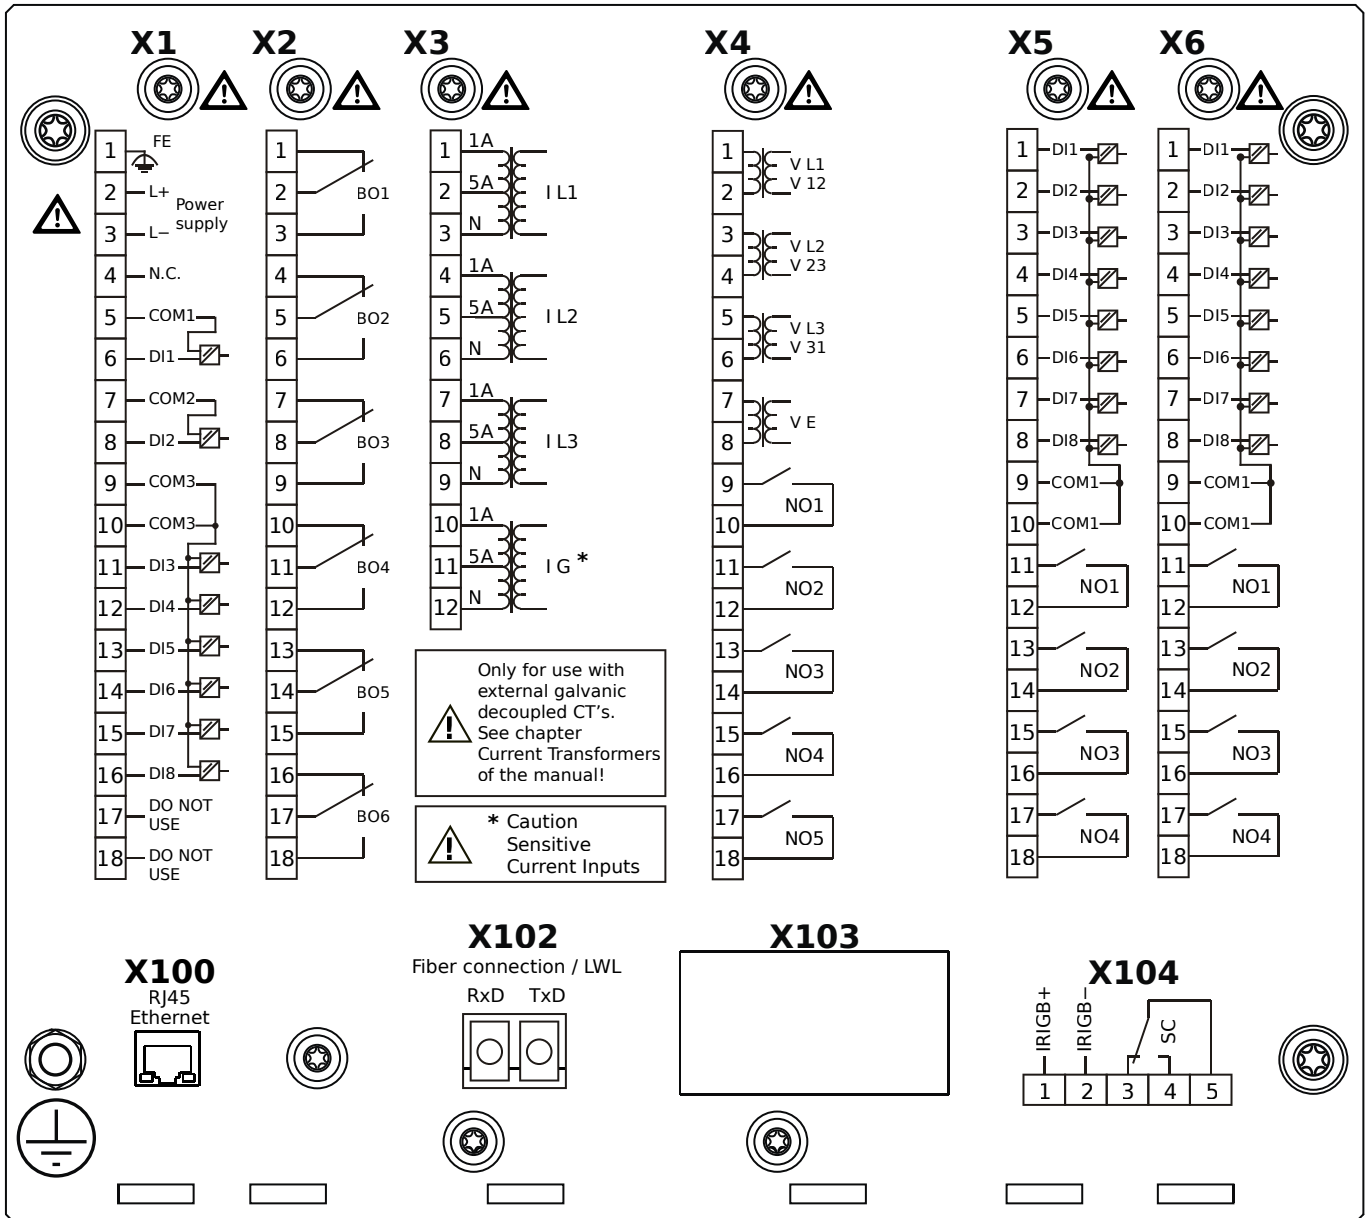 X1
X2
X3
X4
X5
X6
1 FE
2 L+
Power
supply
3 L−
4 N.C.
5 COM1
6 DI1
7 COM2
8 DI2
9 COM3
10 COM3
11 DI3
12 DI4
13 DI5
14 DI6
15 DI7
16 DI8
17 DO NOT
USE
18 DO NOT
USE
1
2 BO1
3
4
5 BO2
6
7
8 BO3
9
10
11 BO4
12
13
14 BO5
15
16
17 BO6
18
1 1A
2 5A I L1
3 N
4 1A
5 5A I L2
6 N
7 1A
8 5A I L3
9 N
10 1A
11 5A I G *
12 N
Only for use with
external galvanic
decoupled CT's.
See chapter
Current Transformers
of the manual!
* Caution
Sensitive
Current Inputs
1 V L1
2 V 12
3 V L2
4 V 23
5 V L3
6 V 31
7
V E
8
9
NO1
10
11
NO2
12
13
NO3
14
15
NO4
16
17
NO5
18
1 DI1
2 DI2
3 DI3
4 DI4
5 DI5
6 DI6
7 DI7
8 DI8
9 COM1
10 COM1
11
NO1
12
13
NO2
14
15
NO3
16
17
NO4
18
1 DI1
2 DI2
3 DI3
4 DI4
5 DI5
6 DI6
7 DI7
8 DI8
9 COM1
10 COM1
11
NO1
12
13
NO2
14
15
NO3
16
17
NO4
18
X100
RJ45
Ethernet
X102
Fiber connection / LWL
RxD TxD
X103
X104
IRIGB+
IRIGB−
SC
1 2 3 4 5